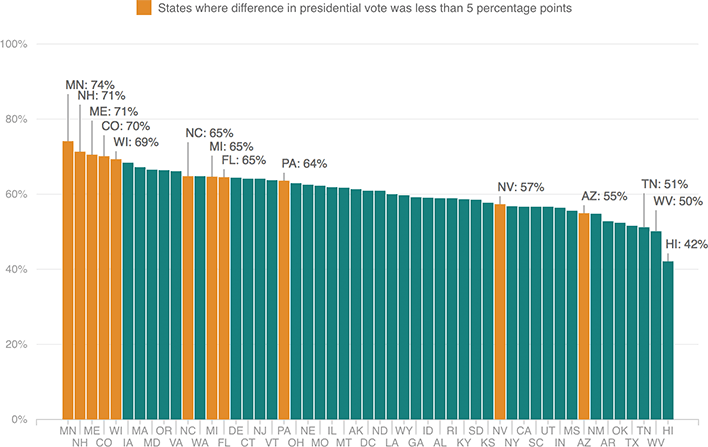 States where difference in presidential vote was less than 5 percentage points
100%
MN: 74%
NH: 71%
ME: 71%
CO: 70%
WI: 69%
NC: 65%
MI: 65%
FL: 65%
PA: 64%
NV: 57%
AZ: 55%
TN: 51%
WV: 50%
HI: 42%
80%
60%
40%
20%
0%
MN ME WI MA OR NC MI DE NJ PA NE IL AK ND WY ID RI SD NV CA UT MS NM OK TN HI
NH CO IA MD VA WA FL CT VT OH MO MT DC LA GA AL KY KS NY SC IN AZ AR TX WV